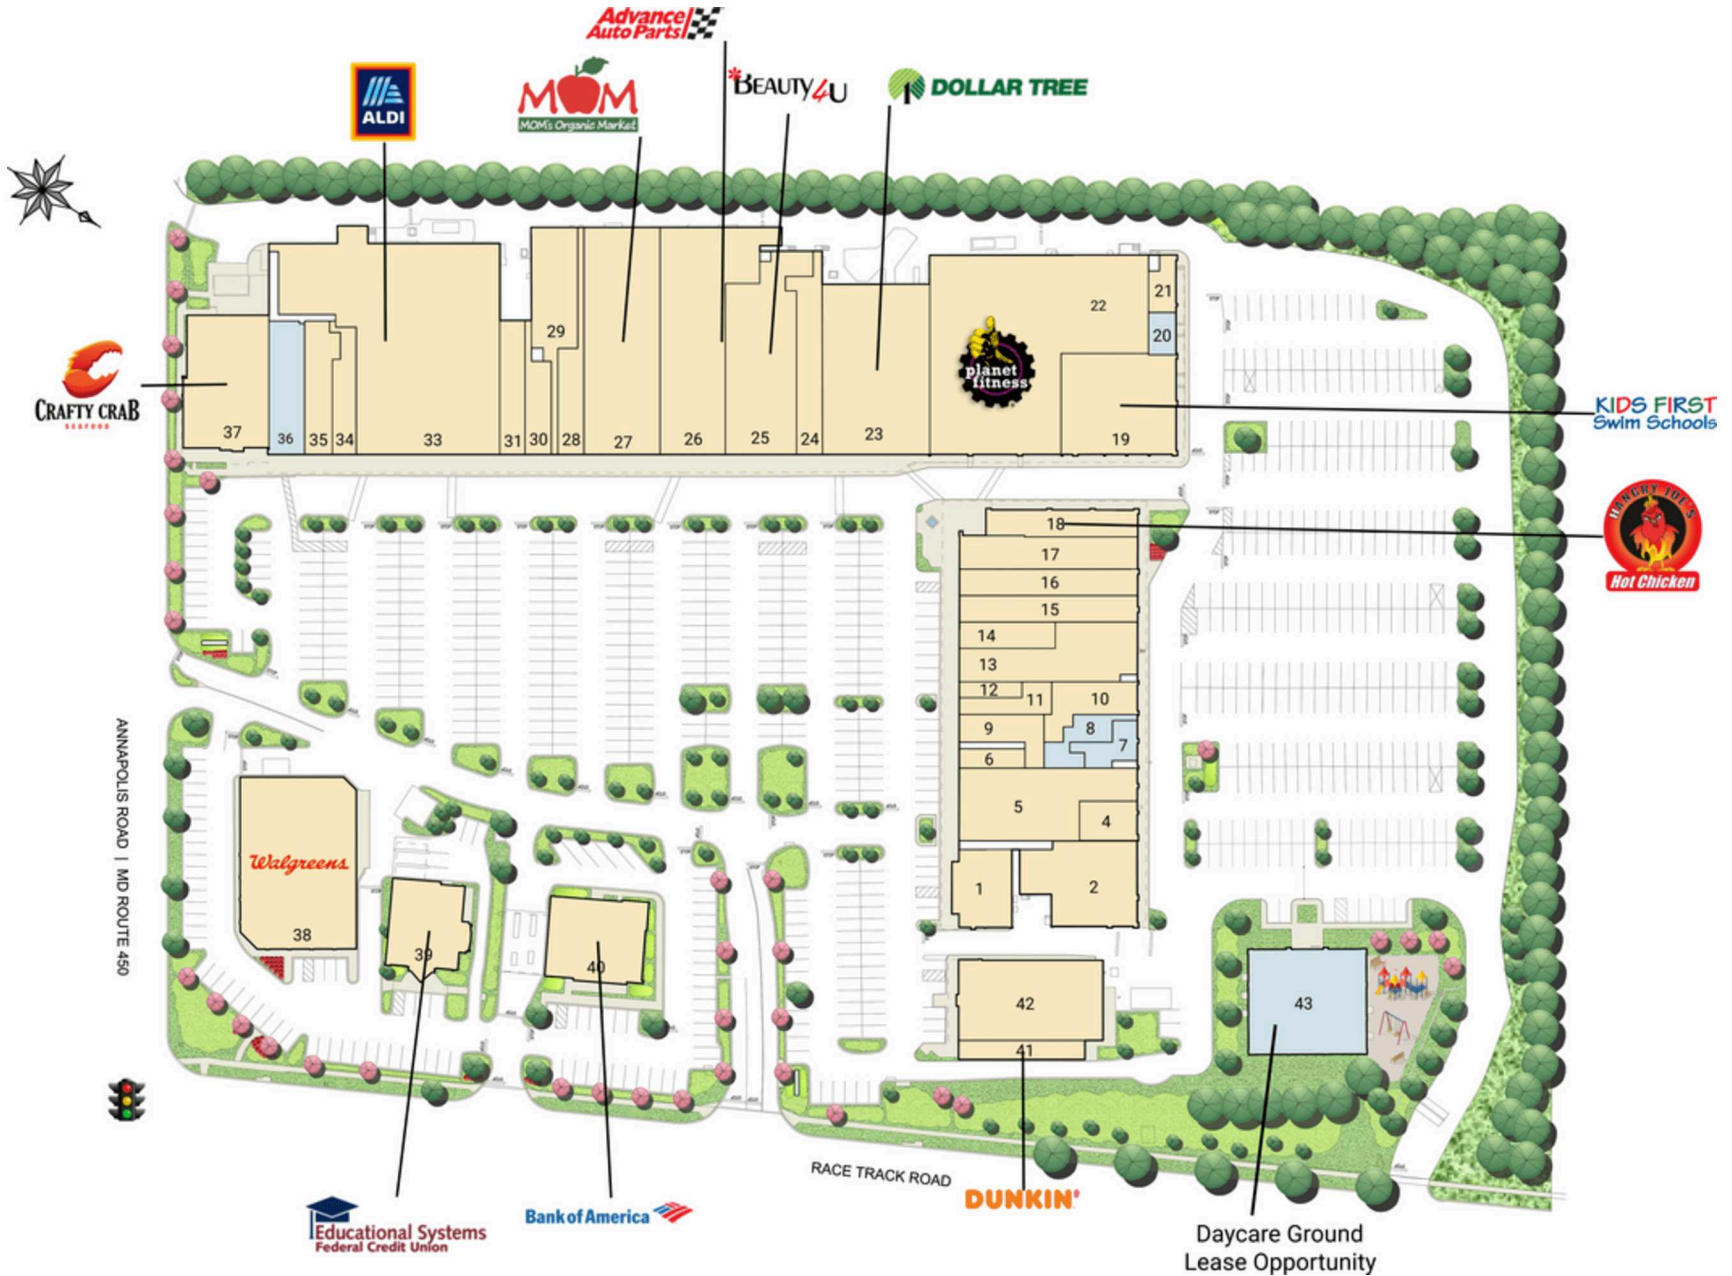 Advance
Auto Parts
ALDI
MOM
MOM's Organic Market
BEAUTY4U
DOLLAR TREE
CRAFTY CRAB
SEAFOOD
planet
fitness
KIDS FIRST
Swim Schools
HANGRY JOE'S
Hot Chicken
37
36
35
34
33
31
30
29
28
27
26
25
24
23
22
21
20
19
18
17
16
15
14
13
12
11
10
9
8
7
6
5
4
1
2
Walgreens
38
39
40
42
41
43
ANNAPOLIS ROAD | MD ROUTE 450
RACE TRACK ROAD
Educational Systems
Federal Credit Union
Bank of America
DUNKIN'
Daycare Ground
Lease Opportunity